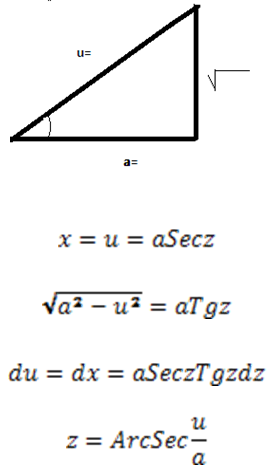 u=
√
a=
x = u = aSecz
√a² − u² = aTgz
du = dx = aSeczTgzdz
z = ArcSec u/a